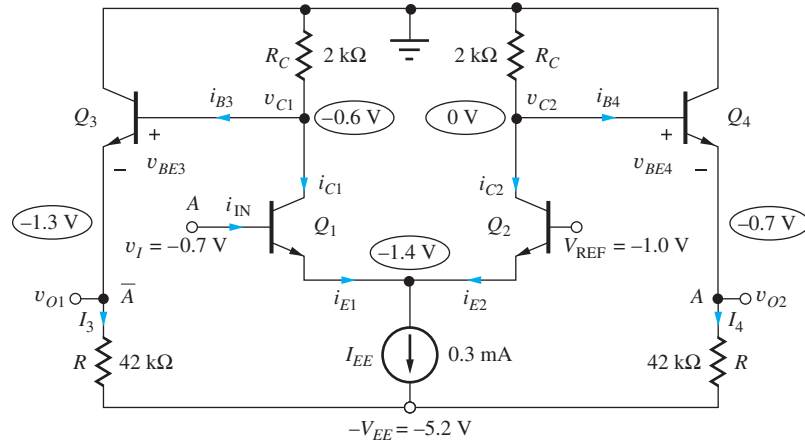 R_C 2 kΩ 2 kΩ R_C
i_B3 v_C1 v_C2 i_B4
Q_3 –0.6 V 0 V Q_4
+ +
v_BE3 – v_BE4 –
i_C1 i_C2
A i_IN
–1.3 V Q_1 Q_2 –0.7 V
v_I = –0.7 V –1.4 V V_REF = –1.0 V
v_O1 A̅ i_E1 i_E2 A v_O2
I_3 I_4
R 42 kΩ I_EE 0.3 mA 42 kΩ R
–V_EE = –5.2 V